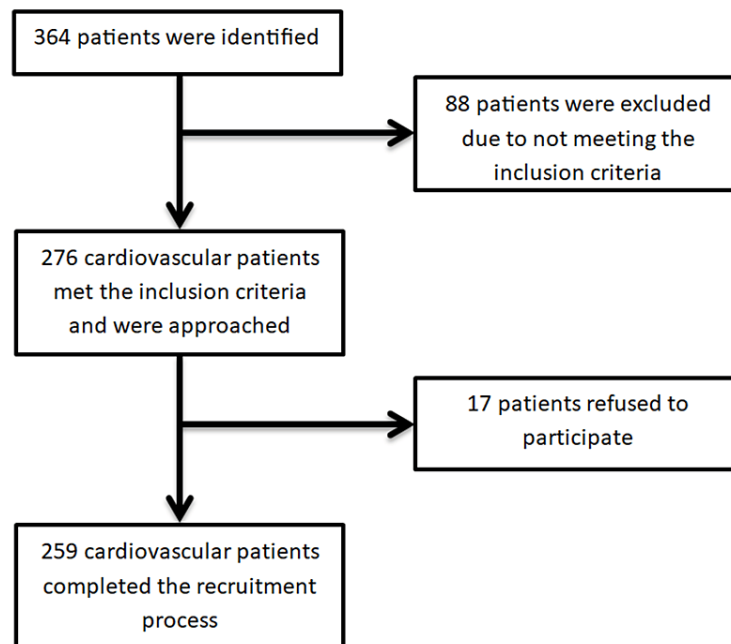 364 patients were identified
88 patients were excluded
due to not meeting the
inclusion criteria
276 cardiovascular patients
met the inclusion criteria
and were approached
17 patients refused to
participate
259 cardiovascular patients
completed the recruitment
process